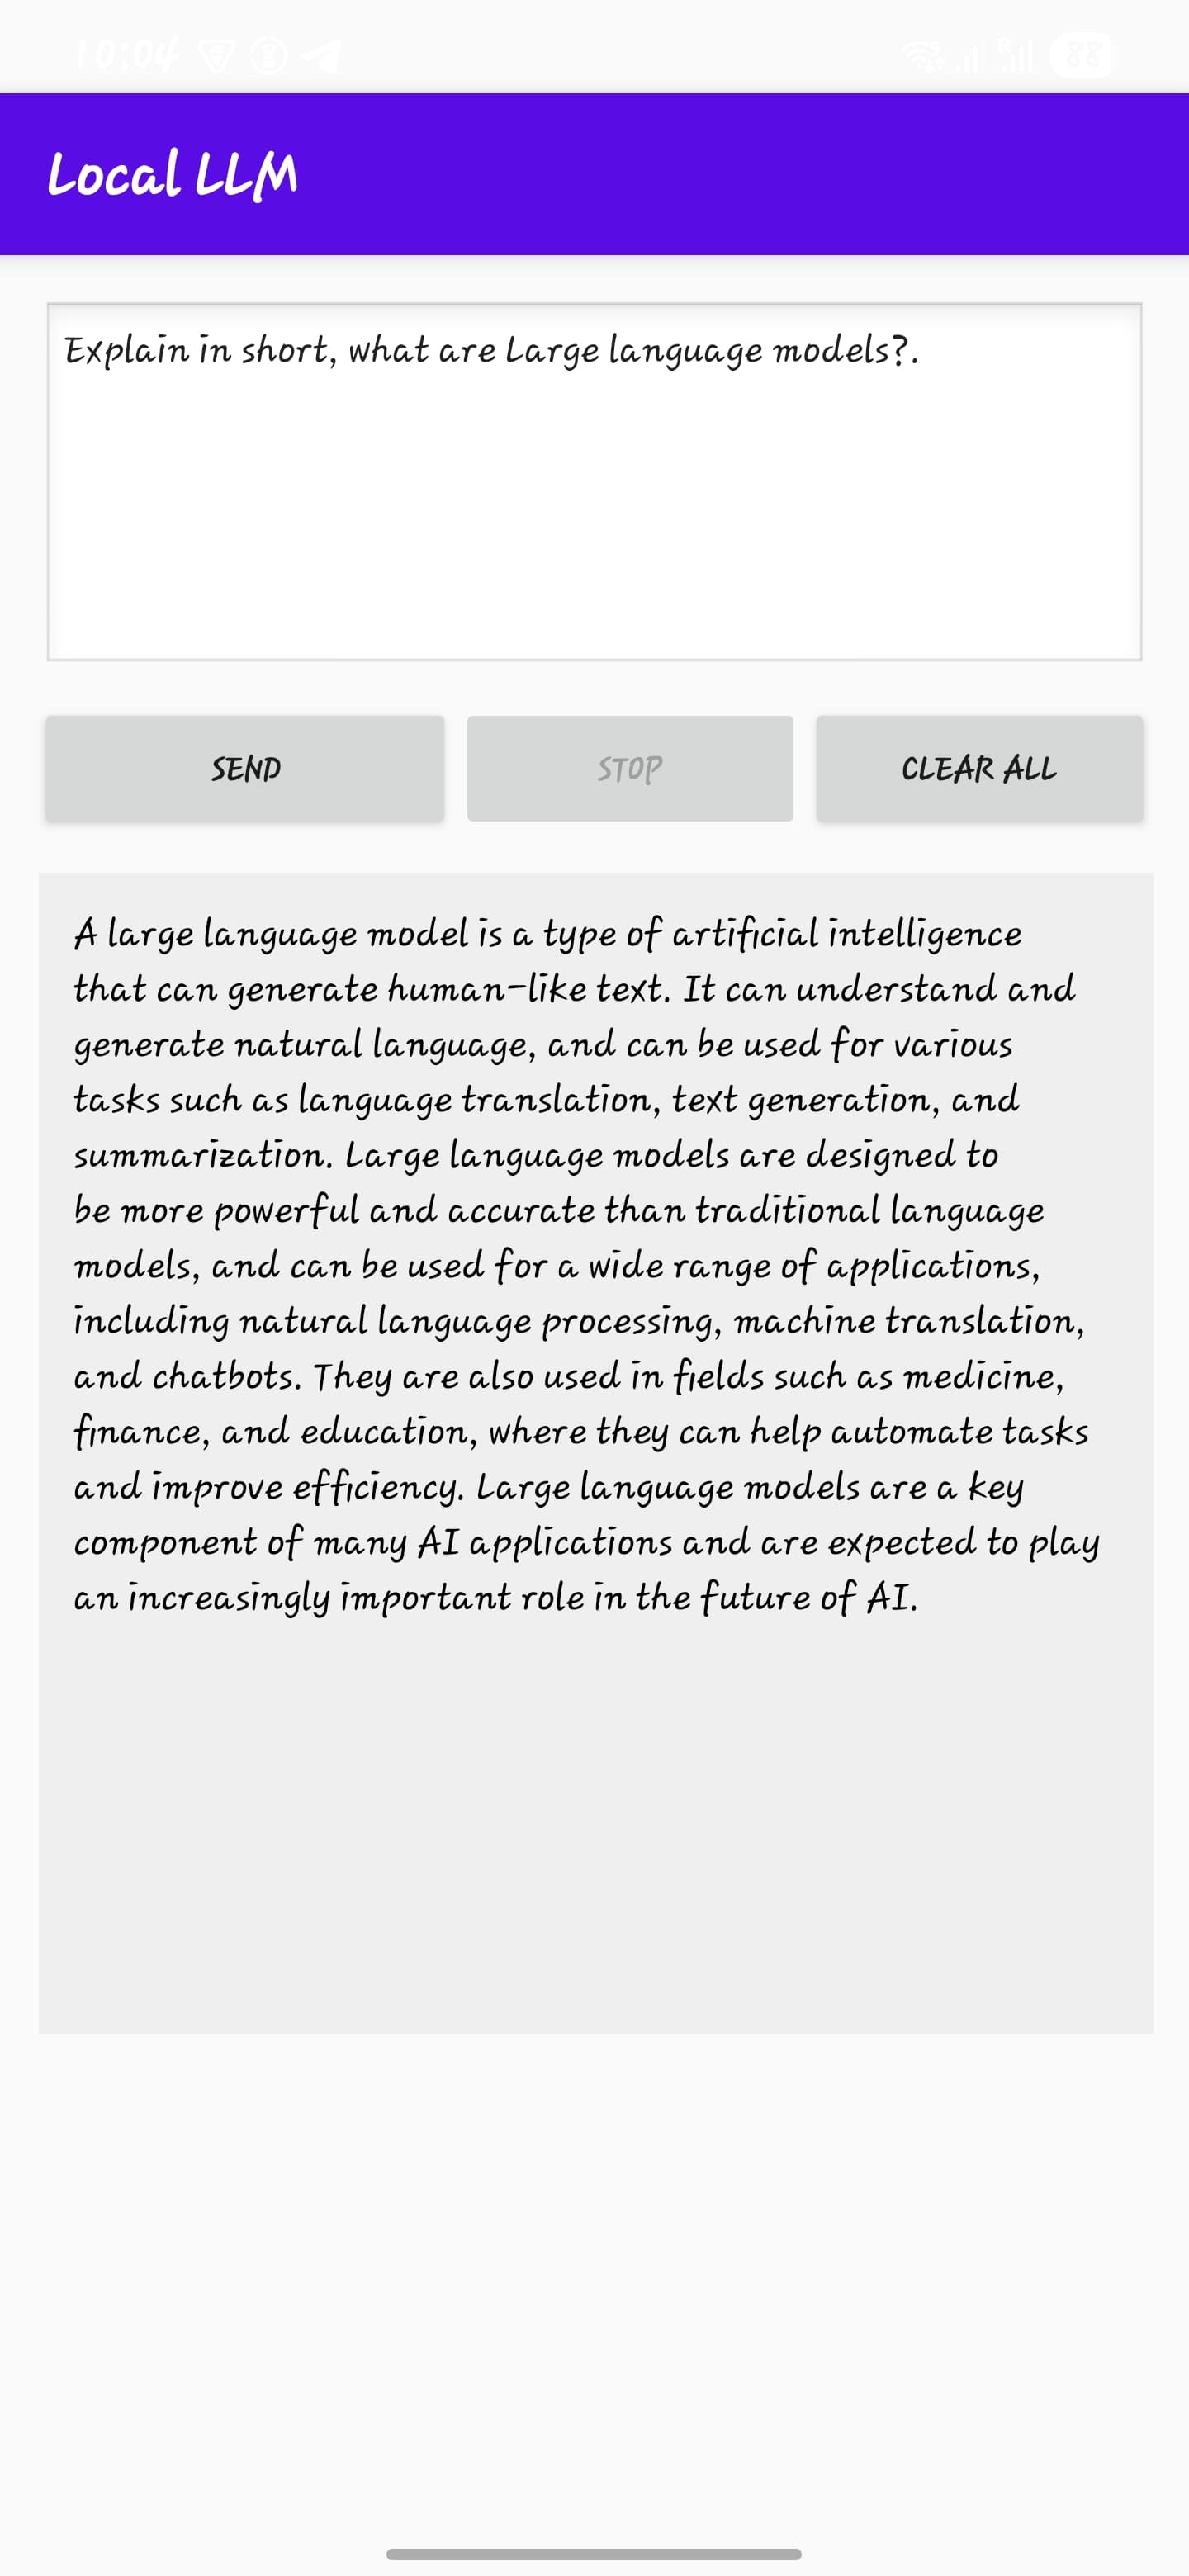 10:04
88
Local LLM
Explain in short, what are Large language models?.
SEND
STOP
CLEAR ALL
A large language model is a type of artificial intelligence
that can generate human-like text. It can understand and
generate natural language, and can be used for various
tasks such as language translation, text generation, and
summarization. Large language models are designed to
be more powerful and accurate than traditional language
models, and can be used for a wide range of applications,
including natural language processing, machine translation,
and chatbots. They are also used in fields such as medicine,
finance, and education, where they can help automate tasks
and improve efficiency. Large language models are a key
component of many AI applications and are expected to play
an increasingly important role in the future of AI.